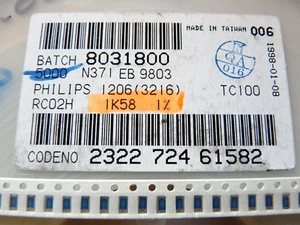 MADE IN TAIWAN 006
BATCH 8031800
5000 N371 EB 9803
PHILIPS 1206(3216) TC100
RC02H 1K58 1%
CODENO 2322 724 61582
QA
016
1998-01-08